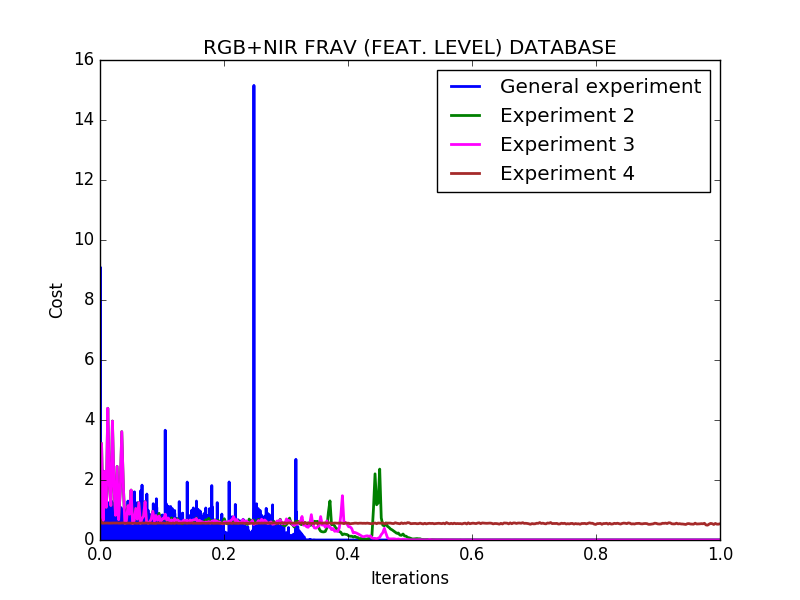 RGB+NIR FRAV (FEAT. LEVEL) DATABASE
16
14
12
10
8
6
4
2
0
Cost
General experiment
Experiment 2
Experiment 3
Experiment 4
0.0 0.2 0.4 0.6 0.8 1.0
Iterations